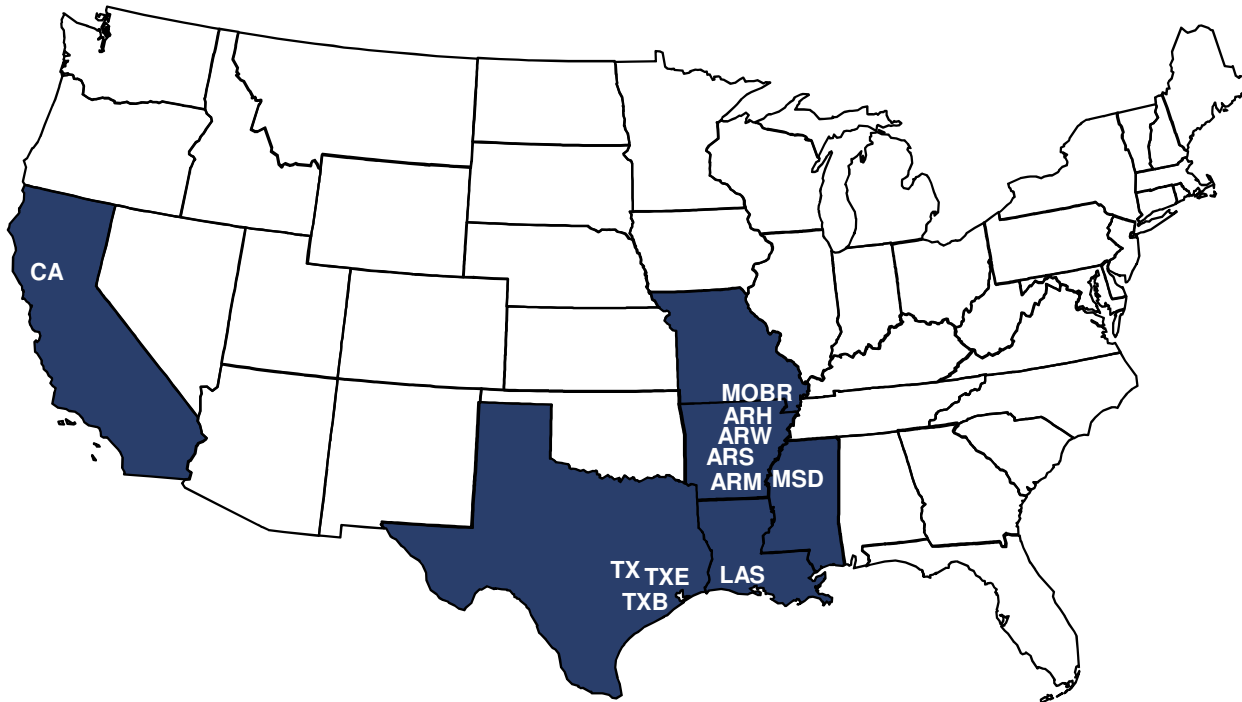 CA
MOBR
ARH
ARW
ARS
ARM MSD
TX TXE LAS
TXB